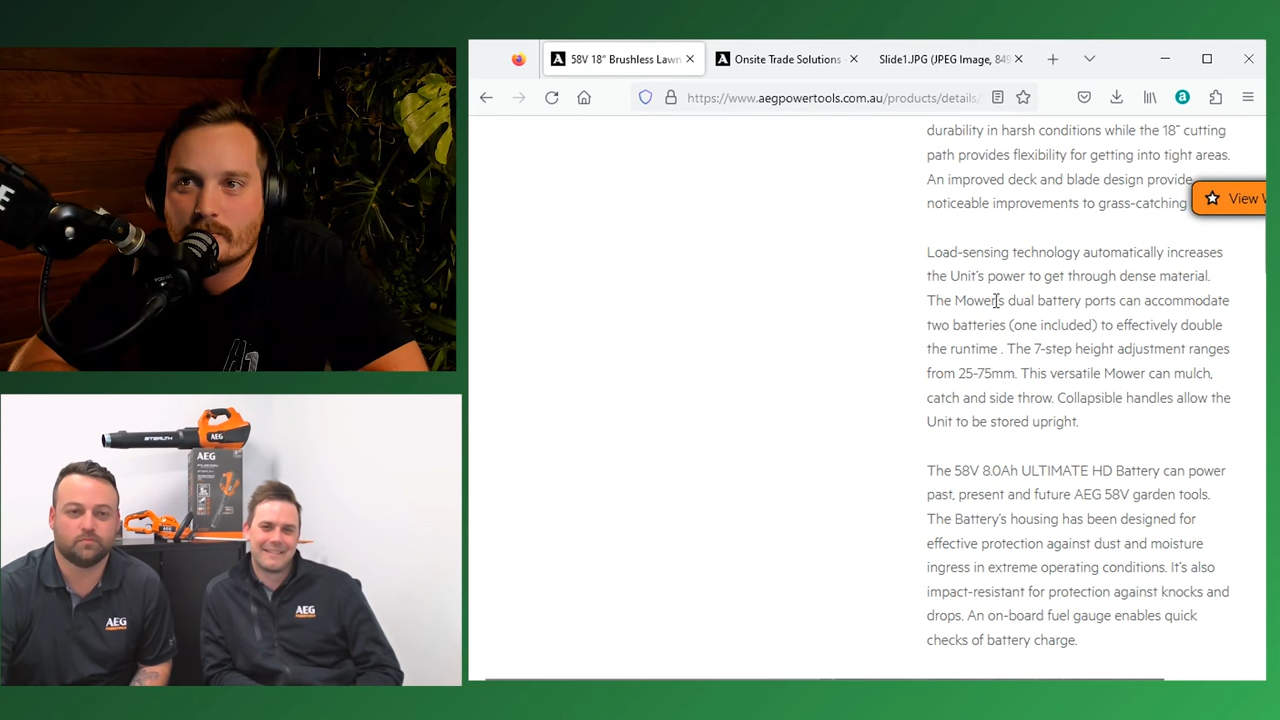 58V 18" Brushless Lawn
Onsite Trade Solutions -
Slide1.JPG (JPEG Image, 849
https://www.aegpowertools.com.au/products/details/
durability in harsh conditions while the 18" cutting
path provides flexibility for getting into tight areas.
An improved deck and blade design provide
noticeable improvements to grass-catching
View W
Load-sensing technology automatically increases
the Unit's power to get through dense material.
The Mower's dual battery ports can accommodate
two batteries (one included) to effectively double
the runtime . The 7-step height adjustment ranges
from 25-75mm. This versatile Mower can mulch,
catch and side throw. Collapsible handles allow the
Unit to be stored upright.
The 58V 8.0Ah ULTIMATE HD Battery can power
past, present and future AEG 58V garden tools.
The Battery's housing has been designed for
effective protection against dust and moisture
ingress in extreme operating conditions. It's also
impact-resistant for protection against knocks and
drops. An on-board fuel gauge enables quick
checks of battery charge.
STEALTH
AEG
AEG
FUSION
STEALTH
AEG
AEG
POWERTOOLS
AEG
POWERTOOLS